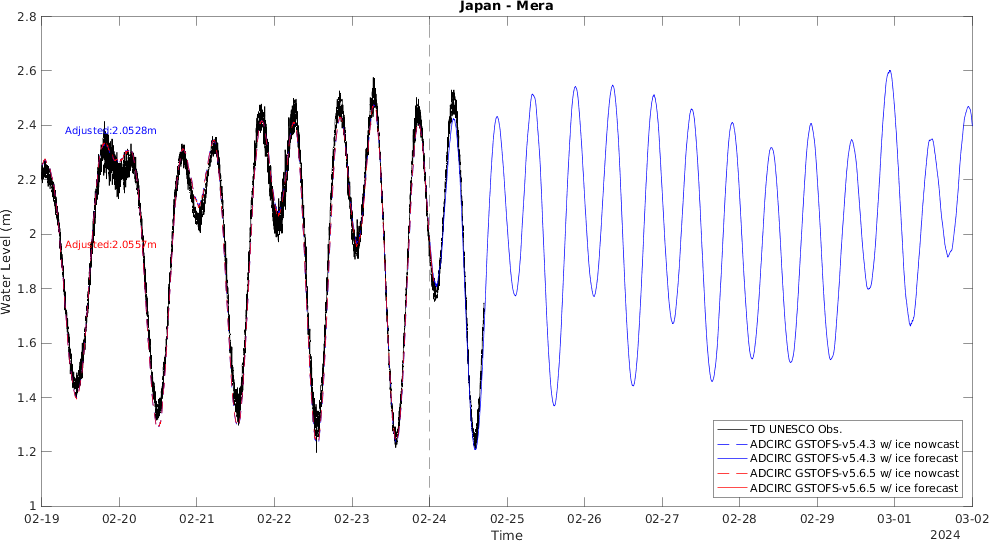 Japan - Mera
2.8
2.6
2.4
2.2
2
1.8
1.6
1.4
1.2
1
Water Level (m)
Adjusted:2.0528m
Adjusted:2.0557m
TD UNESCO Obs.
ADCIRC GSTOFS-v5.4.3 w/ ice nowcast
ADCIRC GSTOFS-v5.4.3 w/ ice forecast
ADCIRC GSTOFS-v5.6.5 w/ ice nowcast
ADCIRC GSTOFS-v5.6.5 w/ ice forecast
02-19 02-20 02-21 02-22 02-23 02-24 02-25 02-26 02-27 02-28 02-29 03-01 03-02
Time
2024